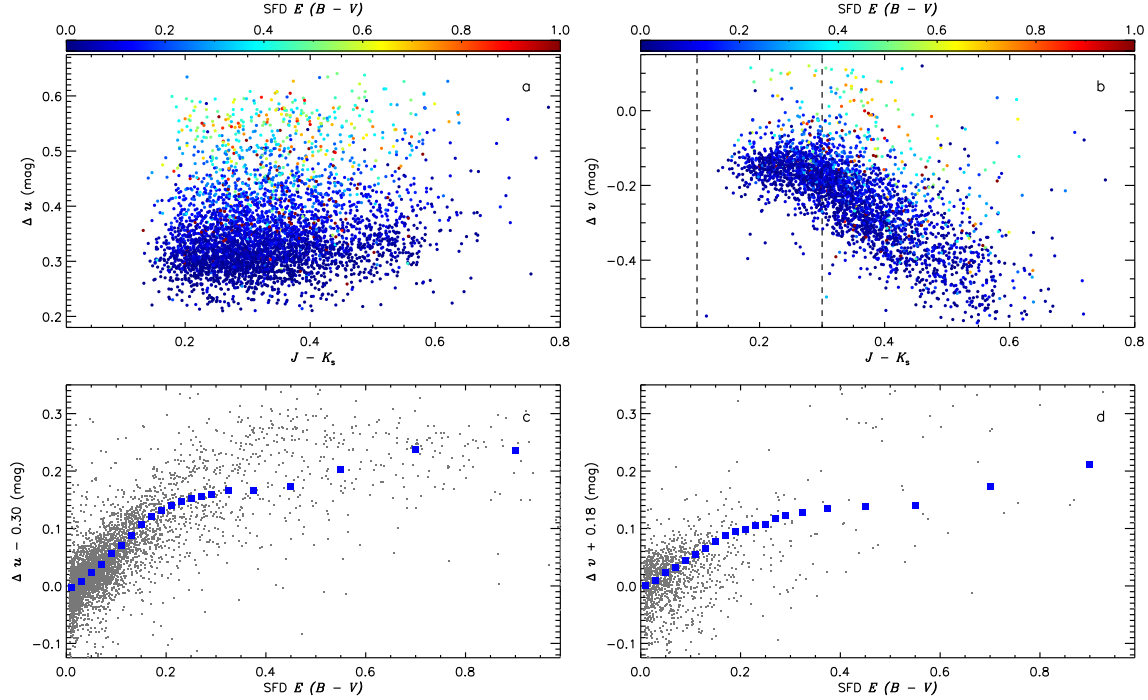 SFD E (B − V)
0.0 0.2 0.4 0.6 0.8 1.0
a
0.6
0.5
0.4
0.3
0.2
Δ u (mag)
0.2 0.4 0.6 0.8
J − Ks
SFD E (B − V)
0.0 0.2 0.4 0.6 0.8 1.0
b
0.0
−0.2
−0.4
Δ v (mag)
0.2 0.4 0.6 0.8
J − Ks
c
0.3
0.2
0.1
0.0
−0.1
Δ u − 0.30 (mag)
0.0 0.2 0.4 0.6 0.8
SFD E (B − V)
d
0.3
0.2
0.1
0.0
−0.1
Δ v + 0.18 (mag)
0.0 0.2 0.4 0.6 0.8
SFD E (B − V)